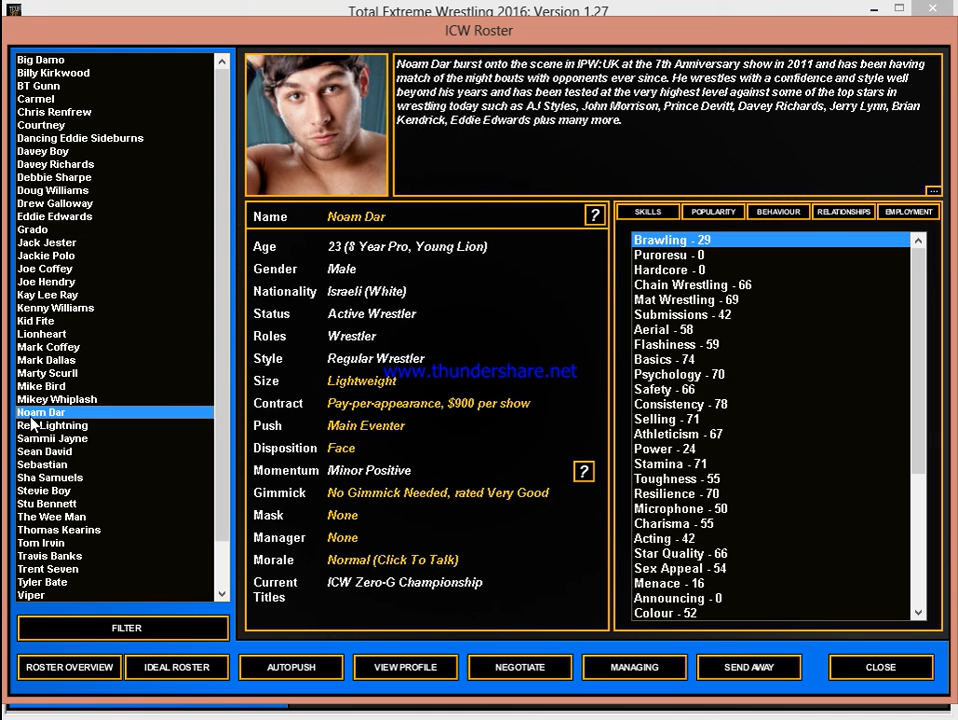 Total Extreme Wrestling 2016: Version 1.27
ICW Roster
Big Damo
Billy Kirkwood
BT Gunn
Carmel
Chris Renfrew
Courtney
Dancing Eddie Sideburns
Davey Boy
Davey Richards
Debbie Sharpe
Doug Williams
Drew Galloway
Eddie Edwards
Grado
Jack Jester
Jackie Polo
Joe Coffey
Joe Hendry
Kay Lee Ray
Kenny Williams
Kid Fite
Lionheart
Mark Coffey
Mark Dallas
Marty Scurll
Mike Bird
Mikey Whiplash
Noam Dar
Red Lightning
Sammii Jayne
Sean David
Sebastian
Sha Samuels
Stevie Boy
Stu Bennett
The Wee Man
Thomas Kearins
Tom Irvin
Travis Banks
Trent Seven
Tyler Bate
Viper
FILTER
Noam Dar burst onto the scene in IPW:UK at the 7th Anniversary show in 2011 and has been having
match of the night bouts with opponents ever since. He wrestles with a confidence and style well
beyond his years and has been tested at the very highest level against some of the top stars in
wrestling today such as AJ Styles, John Morrison, Prince Devitt, Davey Richards, Jerry Lynn, Brian
Kendrick, Eddie Edwards plus many more.
...
Name Noam Dar ?
Age 23 (8 Year Pro, Young Lion)
Gender Male
Nationality Israeli (White)
Status Active Wrestler
Roles Wrestler
Style Regular Wrestler
www.thundershare.net
Size Lightweight
Contract Pay-per-appearance, $900 per show
Push Main Eventer
Disposition Face
Momentum Minor Positive ?
Gimmick No Gimmick Needed, rated Very Good
Mask None
Manager None
Morale Normal (Click To Talk)
Current Titles ICW Zero-G Championship
SKILLS POPULARITY BEHAVIOUR RELATIONSHIPS EMPLOYMENT
Brawling - 29
Puroresu - 0
Hardcore - 0
Chain Wrestling - 66
Mat Wrestling - 69
Submissions - 42
Aerial - 58
Flashiness - 59
Basics - 74
Psychology - 70
Safety - 66
Consistency - 78
Selling - 71
Athleticism - 67
Power - 24
Stamina - 71
Toughness - 55
Resilience - 70
Microphone - 50
Charisma - 55
Acting - 42
Star Quality - 66
Sex Appeal - 54
Menace - 16
Announcing - 0
Colour - 52
ROSTER OVERVIEW IDEAL ROSTER AUTOPUSH VIEW PROFILE NEGOTIATE MANAGING SEND AWAY CLOSE